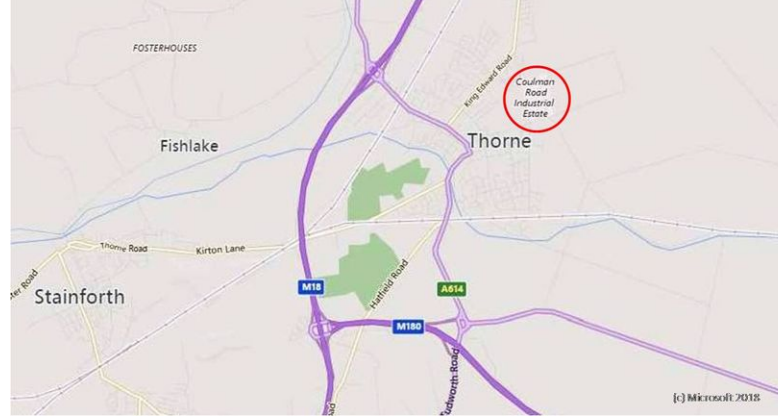 FOSTERHOUSES
Coulman
Road
Industrial
Estate
King Edward Road
Fishlake
Thorne
Thorne Road
Kirton Lane
Stainforth
M18
Hatfield Road
A614
M180
Tudworth Road
(c) Microsoft 2018